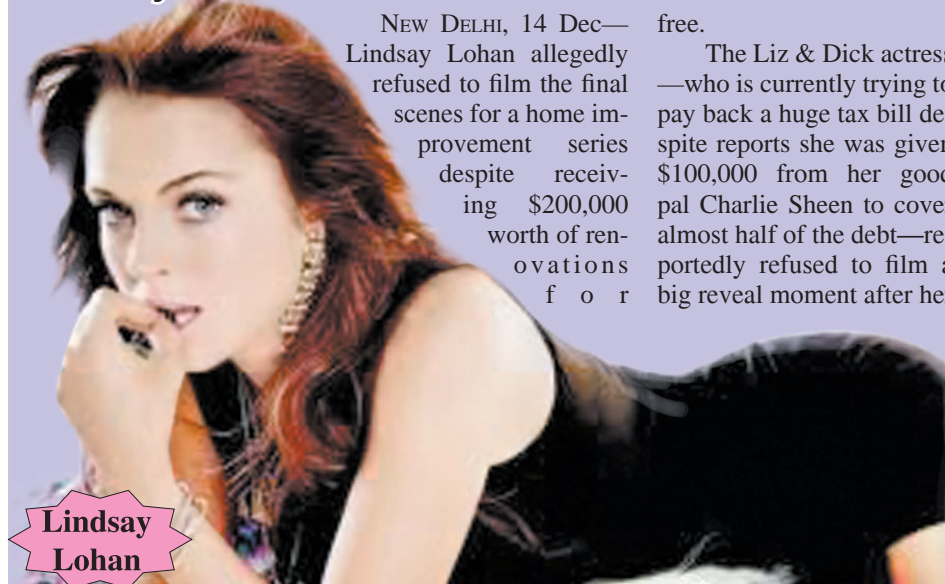 NEW DELHI, 14 Dec—
Lindsay Lohan allegedly
refused to film the final
scenes for a home im-
provement series
despite receiv-
ing $200,000
worth of ren-
ovations
for
free.
The Liz & Dick actress
—who is currently trying to
pay back a huge tax bill de
spite reports she was given
$100,000 from her good
pal Charlie Sheen to cove
almost half of the debt—re
portedly refused to film a
big reveal moment after he
Lindsay
Lohan